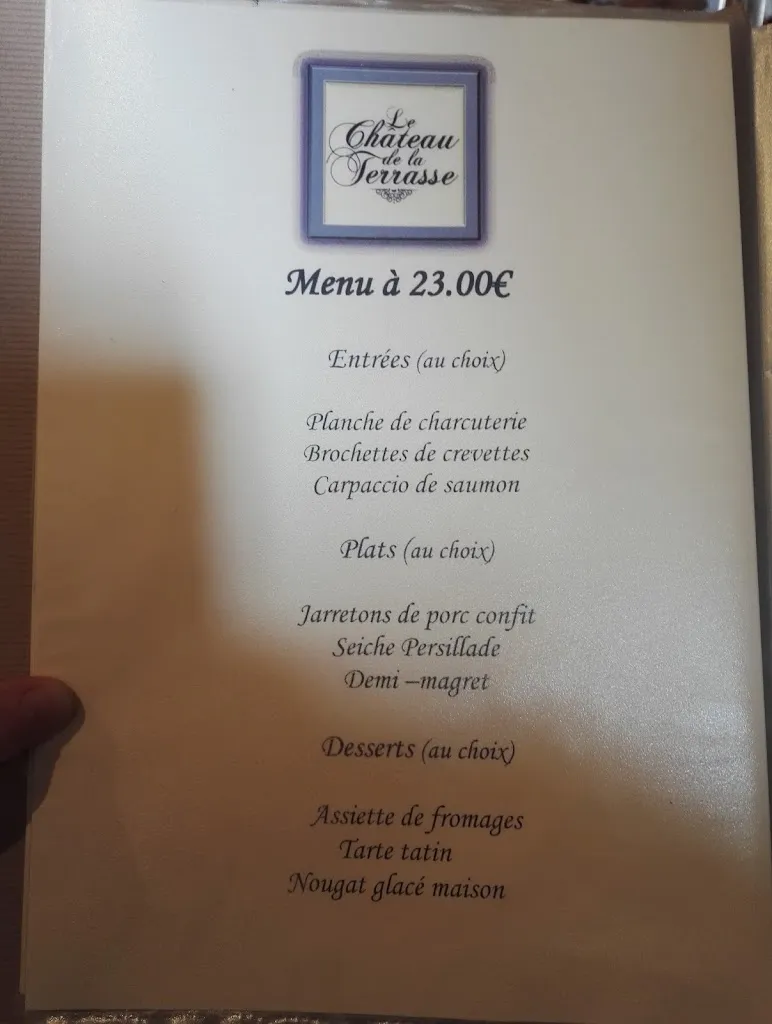 Le
Château
de la
Terrasse
Menu à 23.00€
Entrées (au choix)
Planche de charcuterie
Brochettes de crevettes
Carpaccio de saumon
Plats (au choix)
Jarretons de porc confit
Seiche Persillade
Demi –magret
Desserts (au choix)
Assiette de fromages
Tarte tatin
Nougat glacé maison